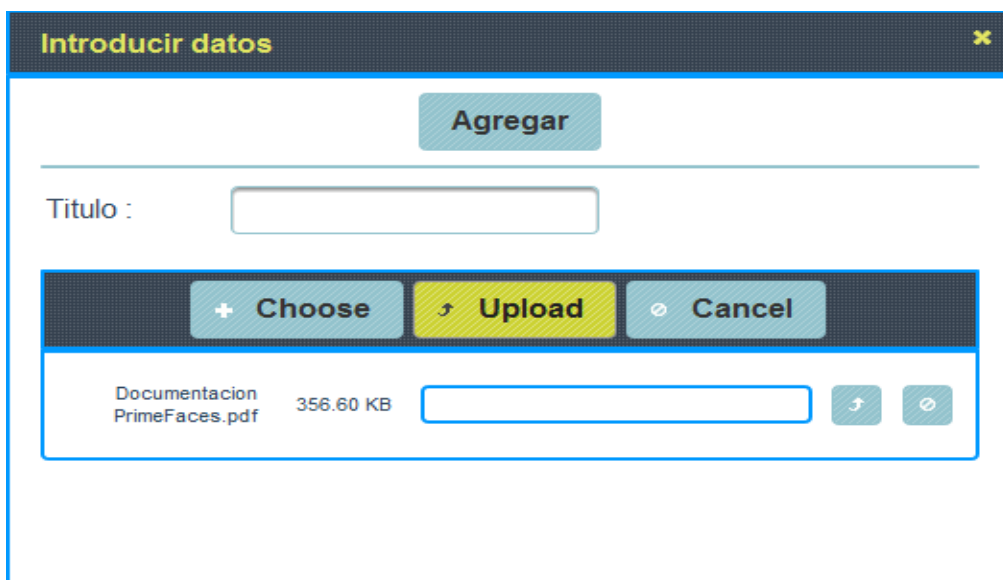 Introducir datos
Agregar
Titulo :
Choose Upload Cancel
Documentacion
PrimeFaces.pdf 356.60 KB